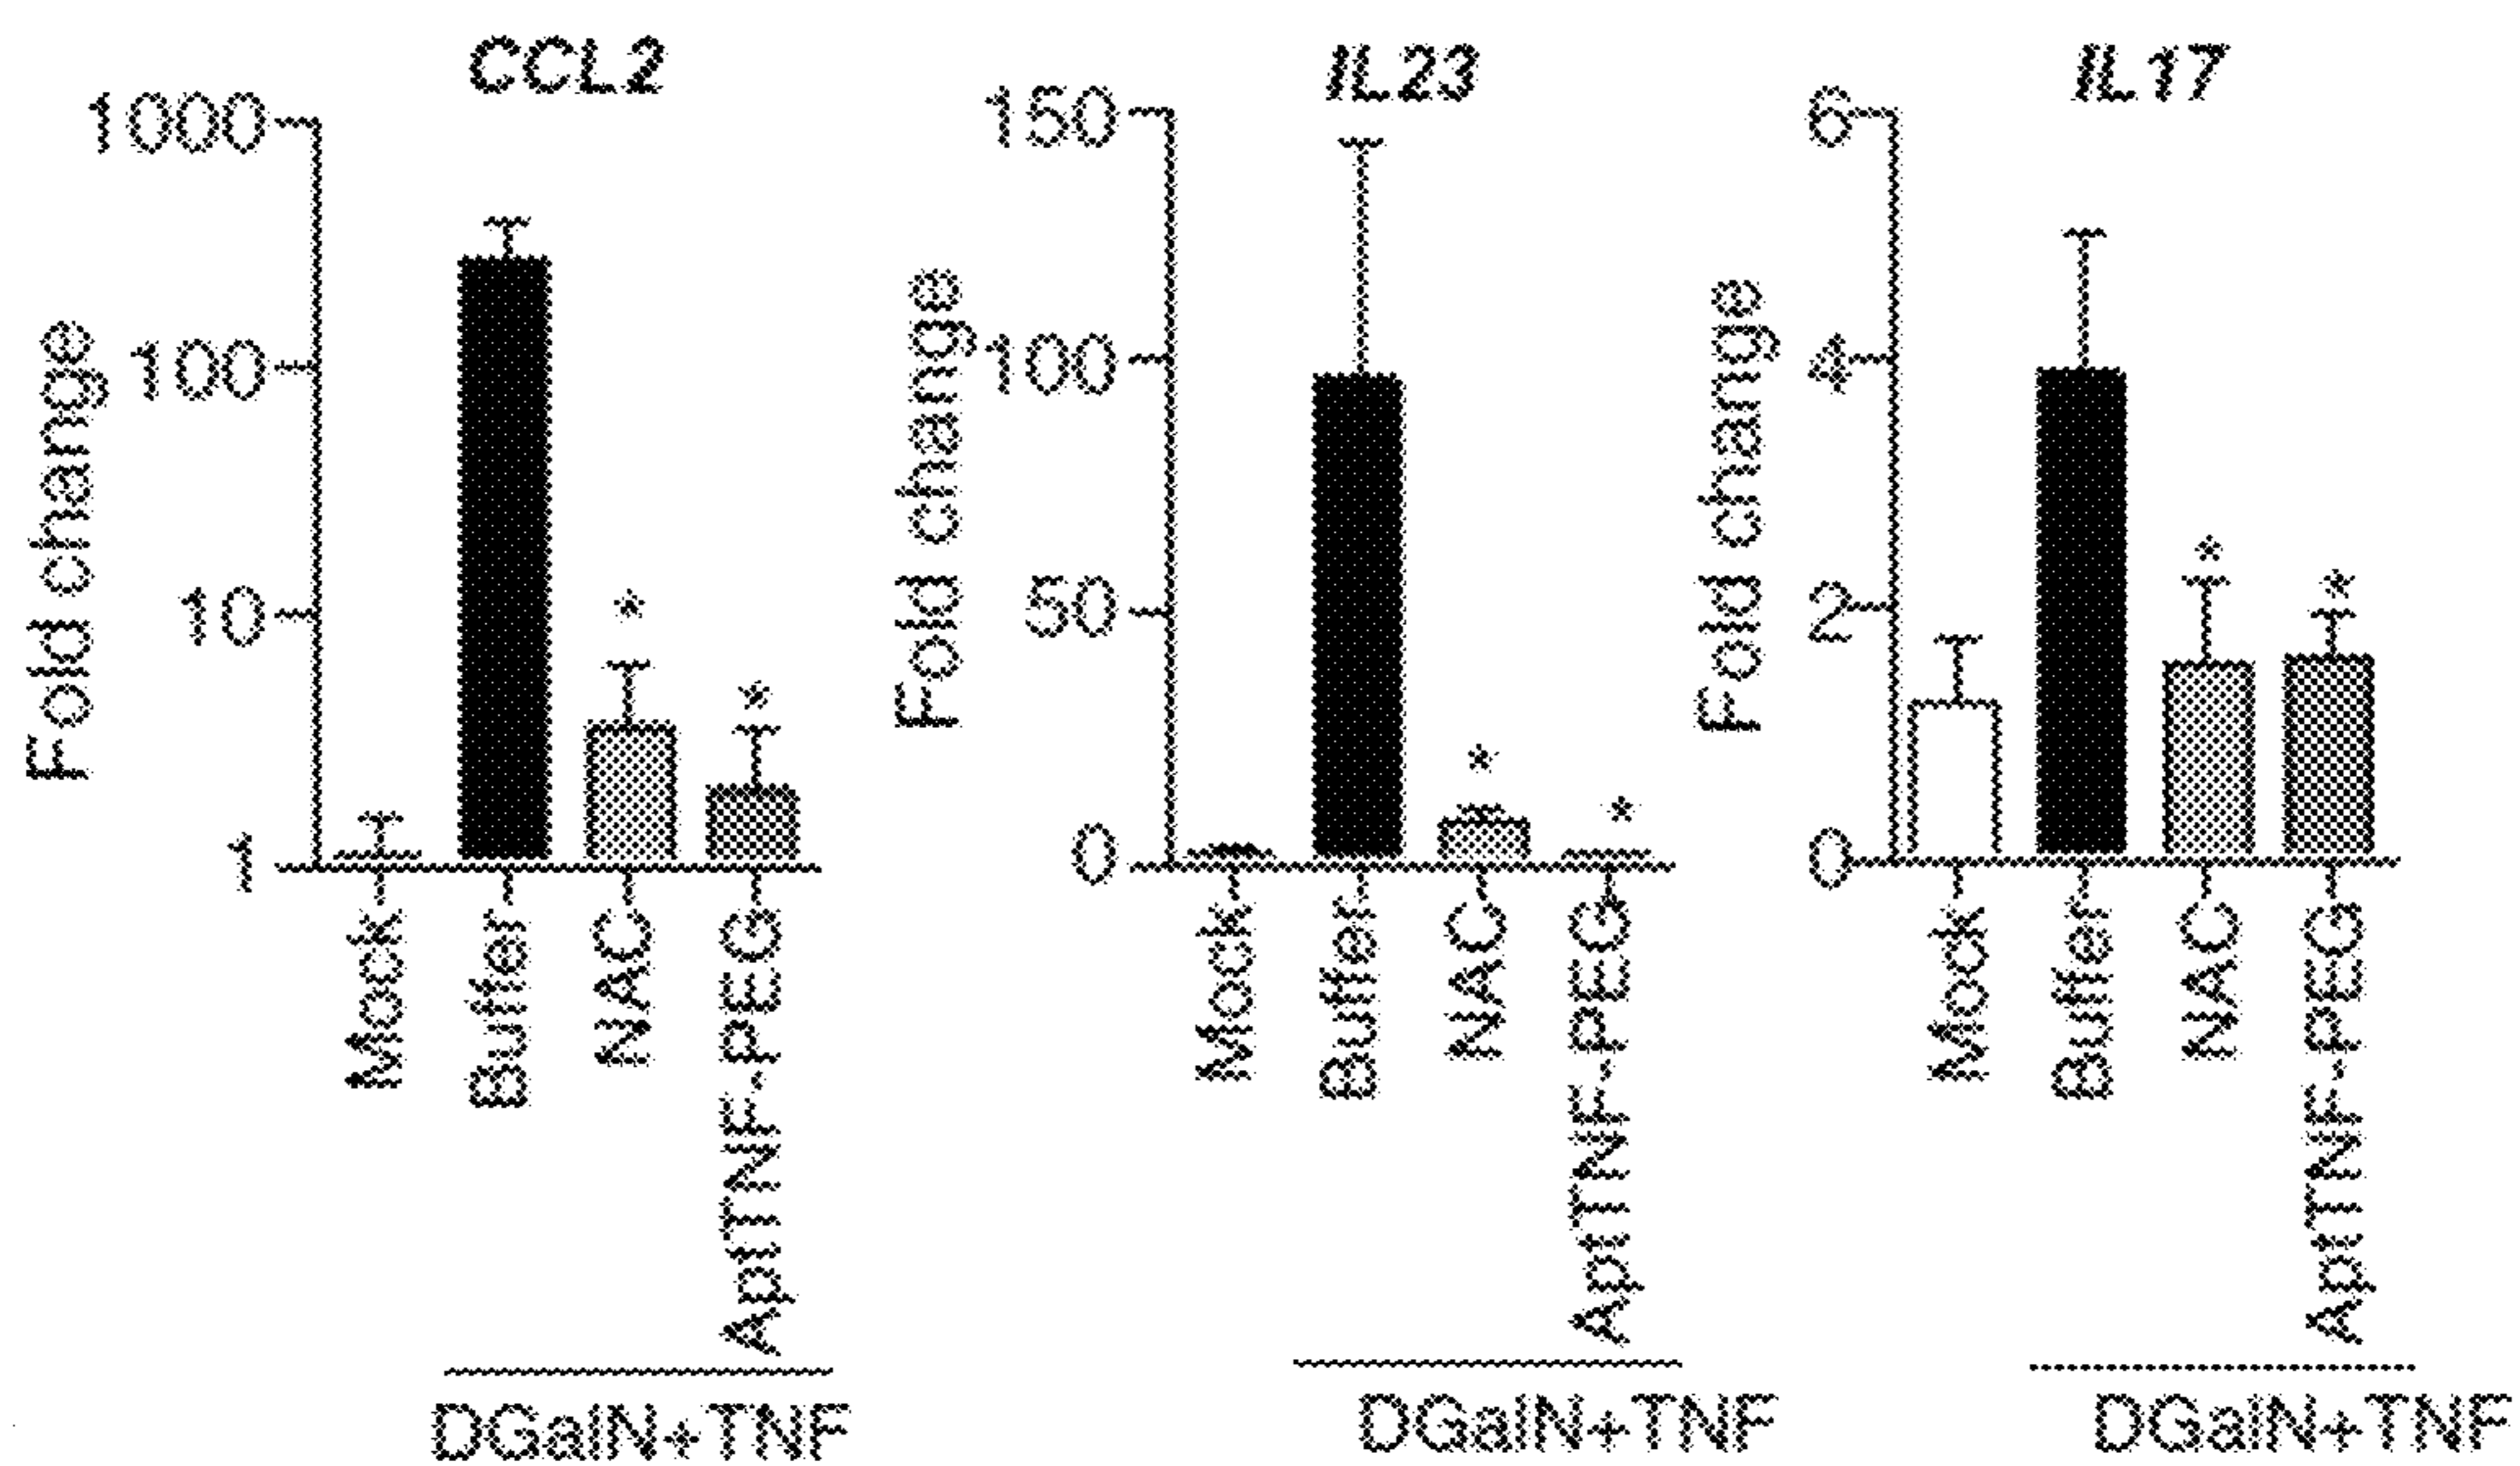 CCL2
Fold change
1000
100
10
1
Mock
Buffer
NAC
*
AptTNF-PEG
*
DGalN+TNF
IL23
Fold change
150
100
50
0
Mock
Buffer
NAC
*
AptTNF-PEG
*
DGalN+TNF
IL17
Fold change
6
4
2
0
Mock
Buffer
NAC
*
AptTNF-PEG
*
DGalN+TNF